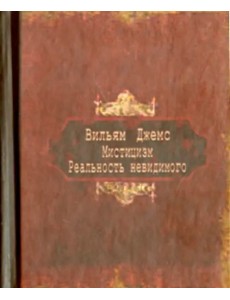 Вильям Джемс
Мистицизм
Реальность невидимого